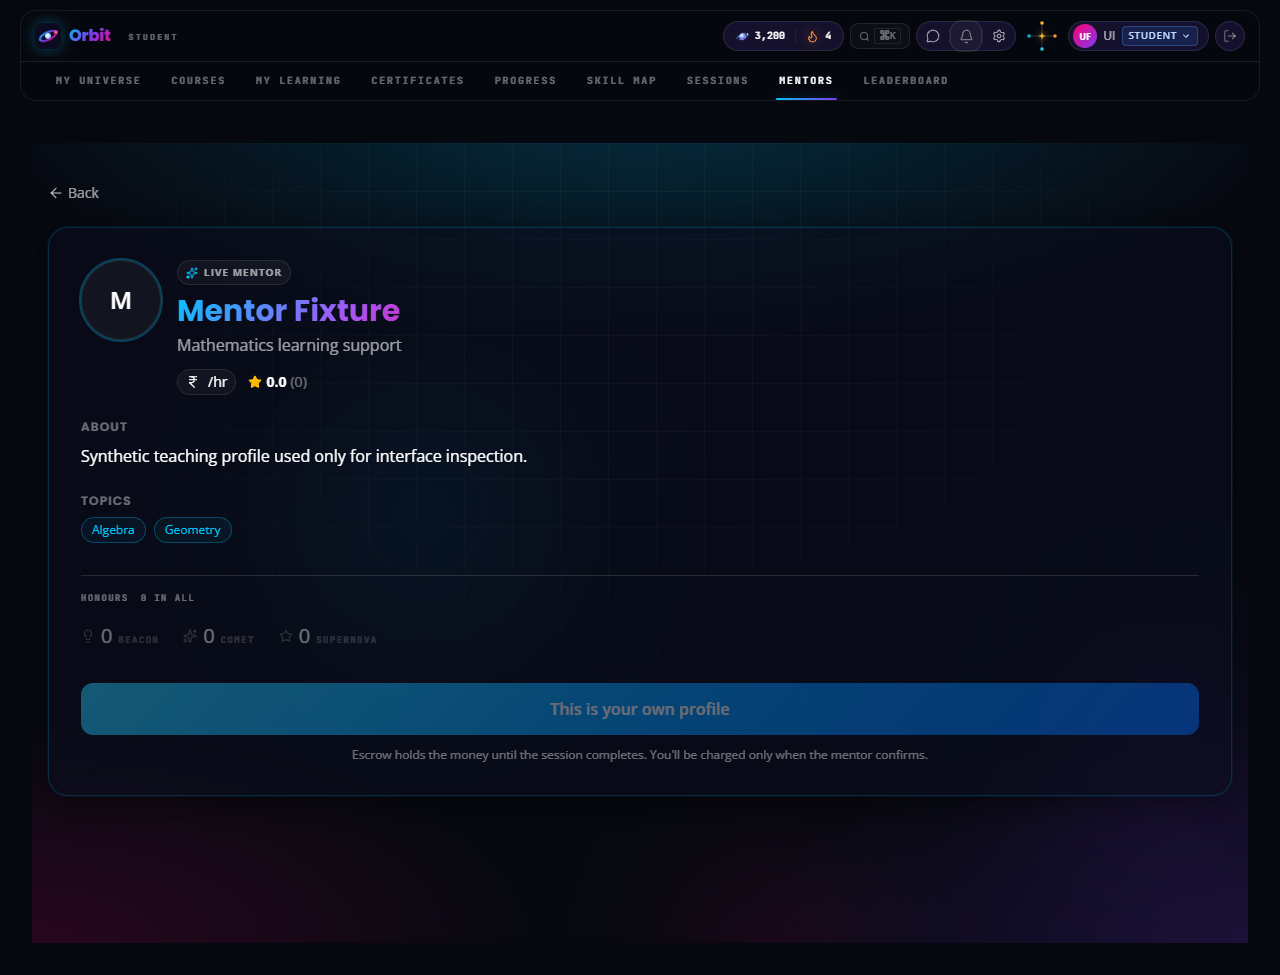 Orbit STUDENT 3,200 4 ⌘K UF UI STUDENT
MY UNIVERSE COURSES MY LEARNING CERTIFICATES PROGRESS SKILL MAP SESSIONS MENTORS LEADERBOARD
← Back
M
LIVE MENTOR
Mentor Fixture
Mathematics learning support
₹ /hr 0.0 (0)
ABOUT
Synthetic teaching profile used only for interface inspection.
TOPICS
Algebra Geometry
HONOURS 0 IN ALL
0 BEACON 0 COMET 0 SUPERNOVA
This is your own profile
Escrow holds the money until the session completes. You'll be charged only when the mentor confirms.